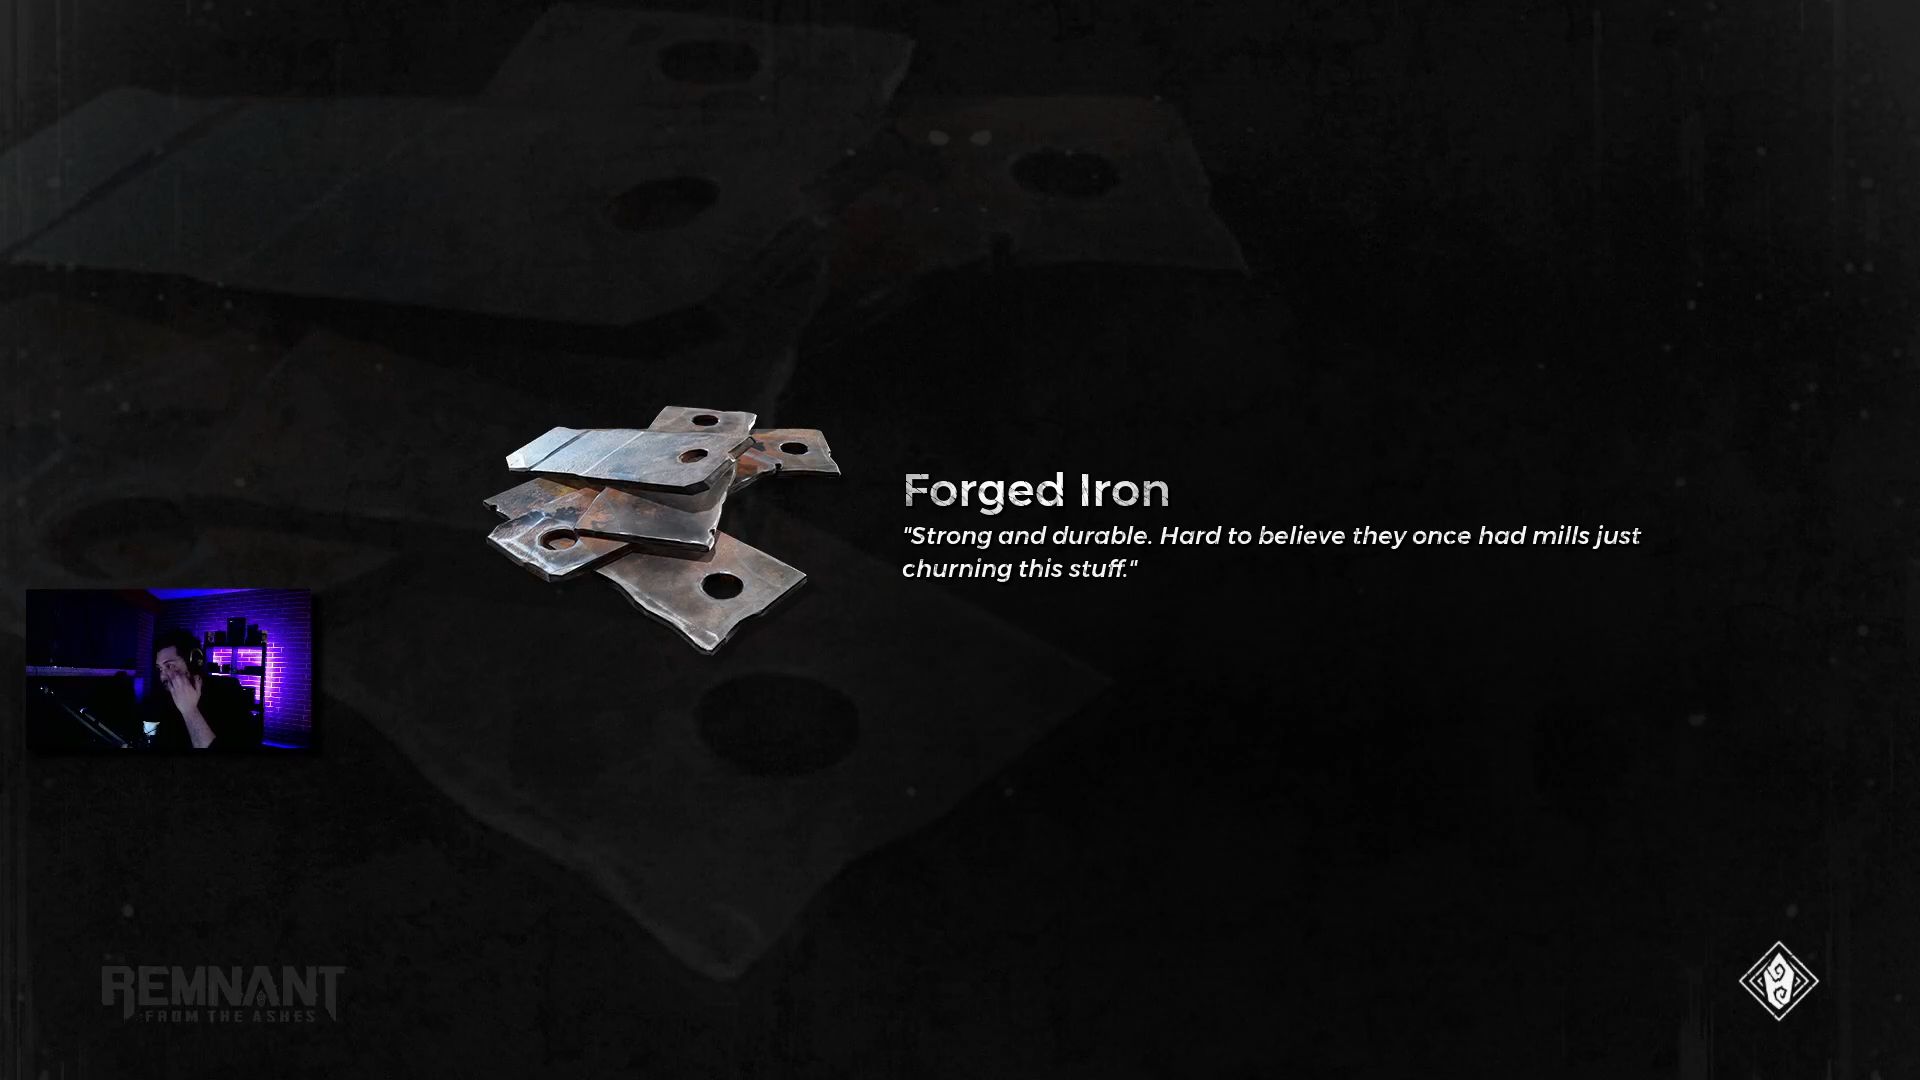 Forged Iron
"Strong and durable. Hard to believe they once had mills just
churning this stuff."
REMNANT
FROM THE ASHES